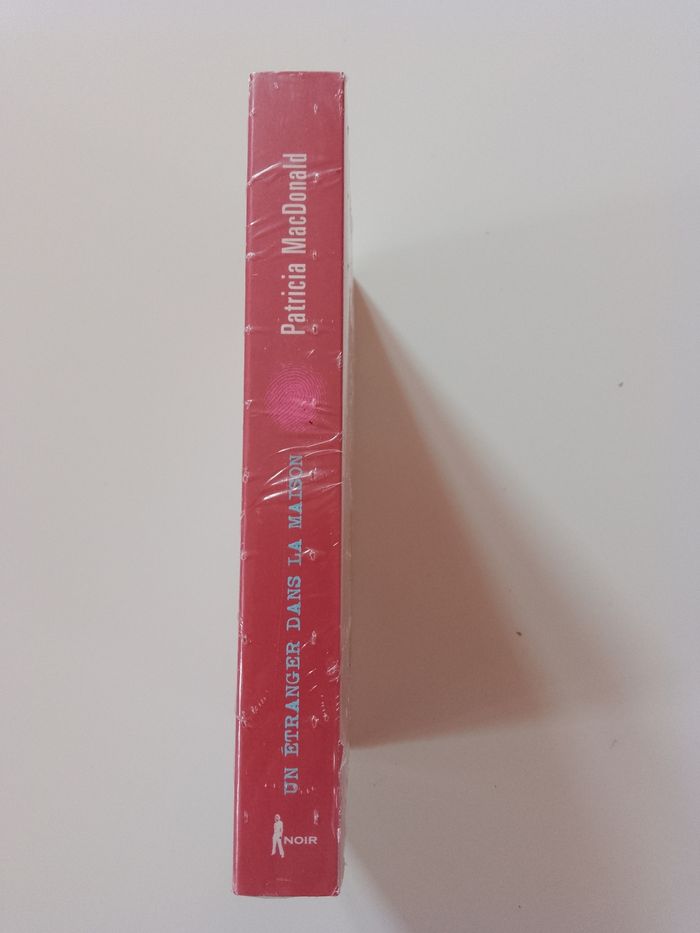 Patricia MacDonald
UN ÉTRANGER DANS LA MAISON
NOIR